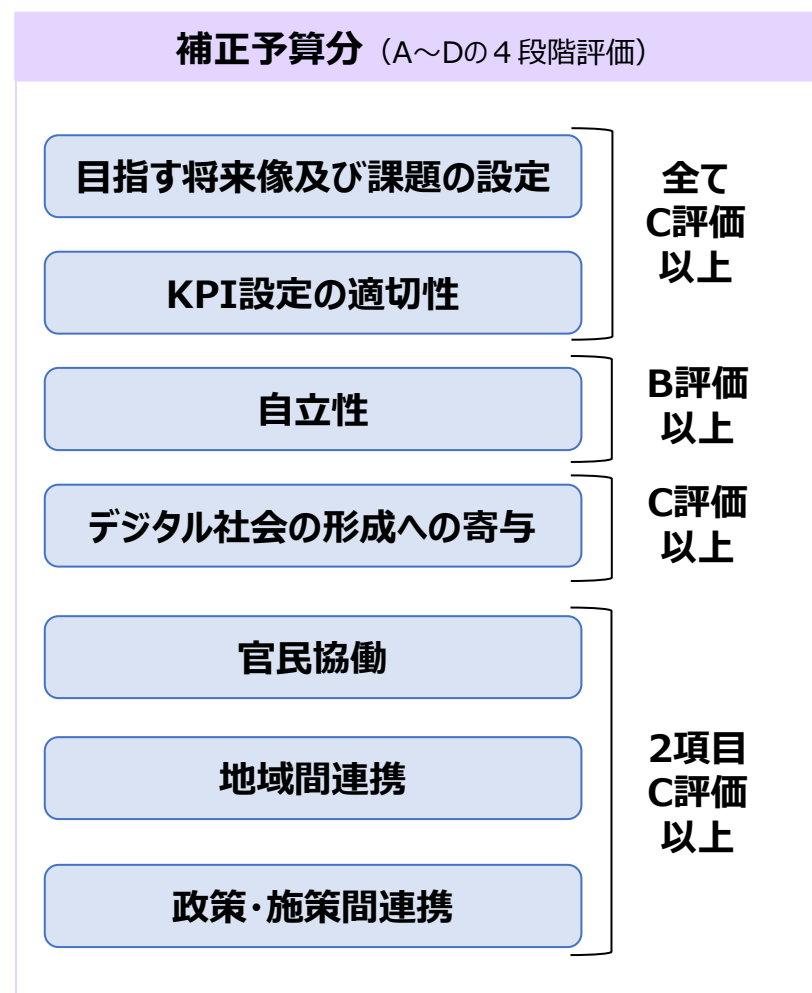 補正予算分（A～Dの４段階評価）
目指す将来像及び課題の設定
KPI設定の適切性
全て
C評価
以上
自立性
B評価
以上
デジタル社会の形成への寄与
C評価
以上
官民協働
地域間連携
政策・施策間連携
2項目
C評価
以上